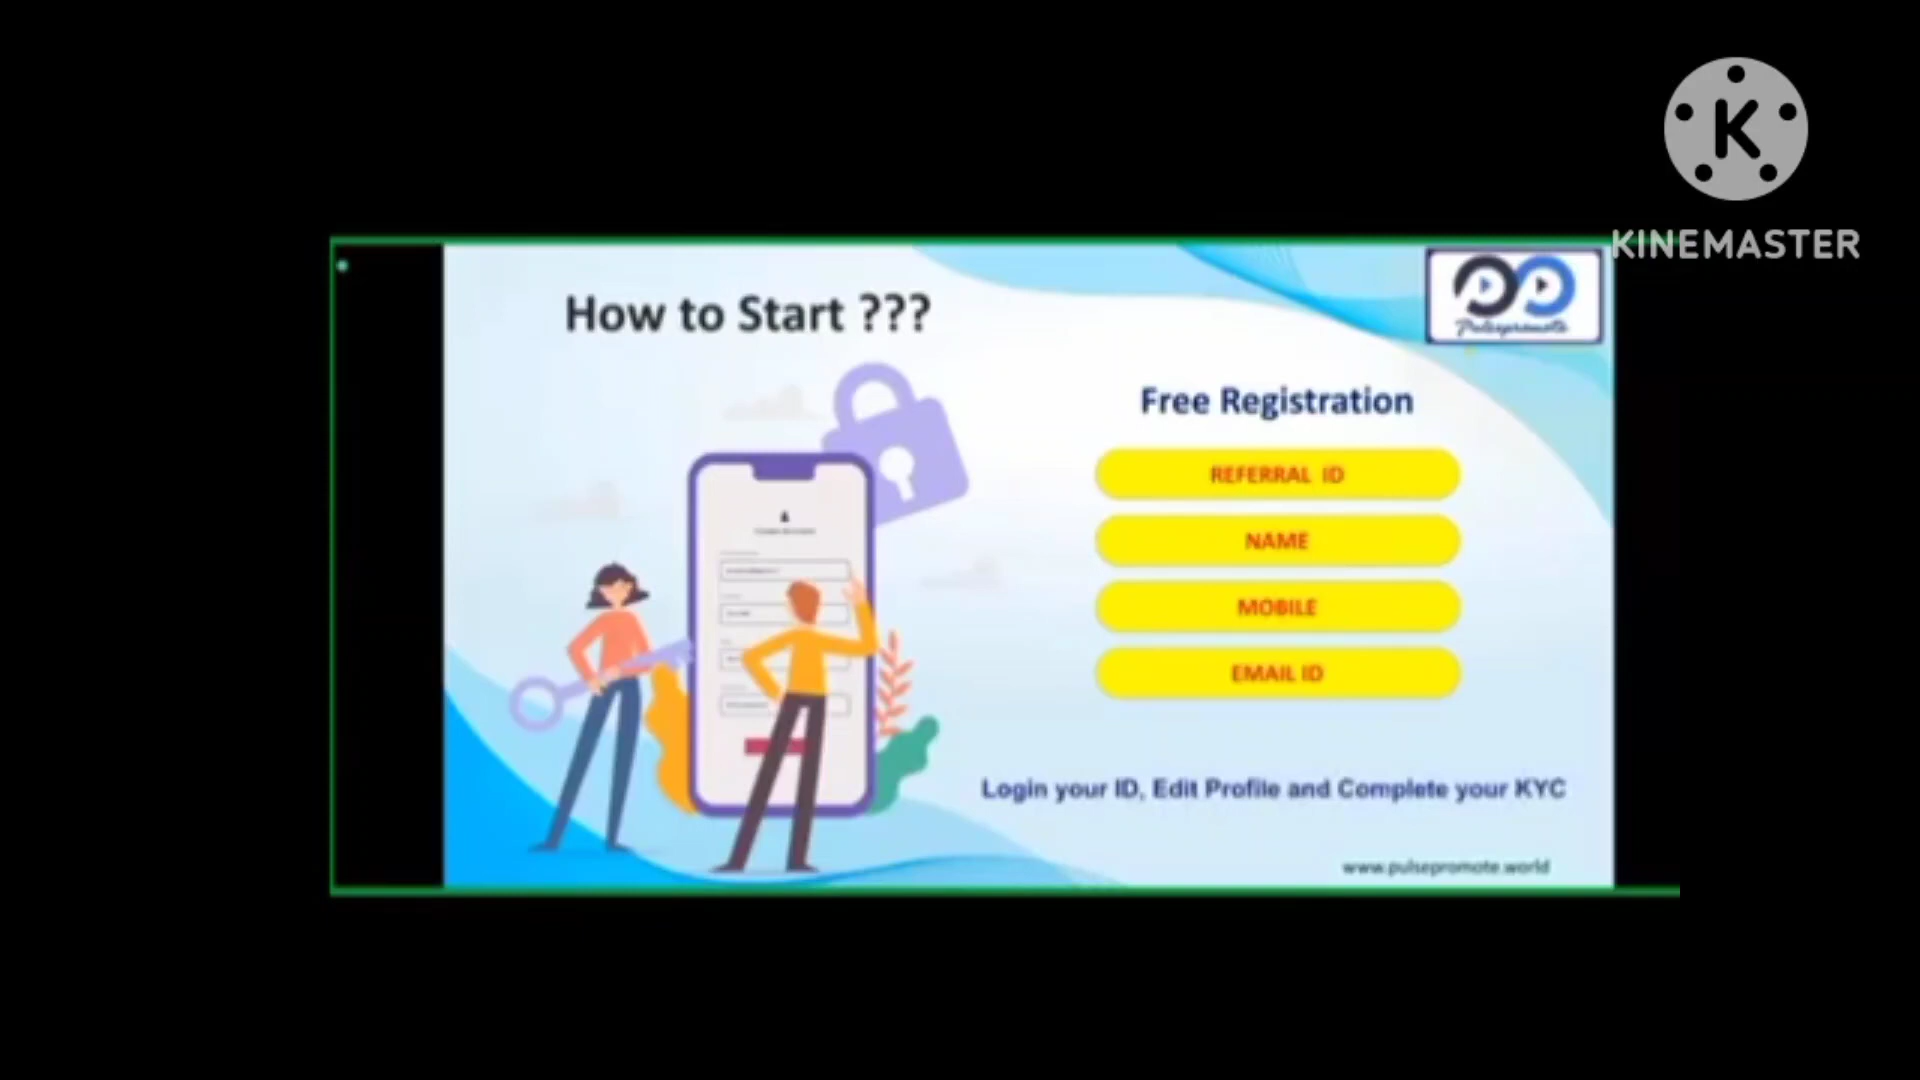 K
KINEMASTER
How to Start ???
Pulsepromote
Free Registration
REFERRAL ID
NAME
MOBILE
EMAIL ID
Login your ID, Edit Profile and Complete your KYC
www.pulsepromote.world